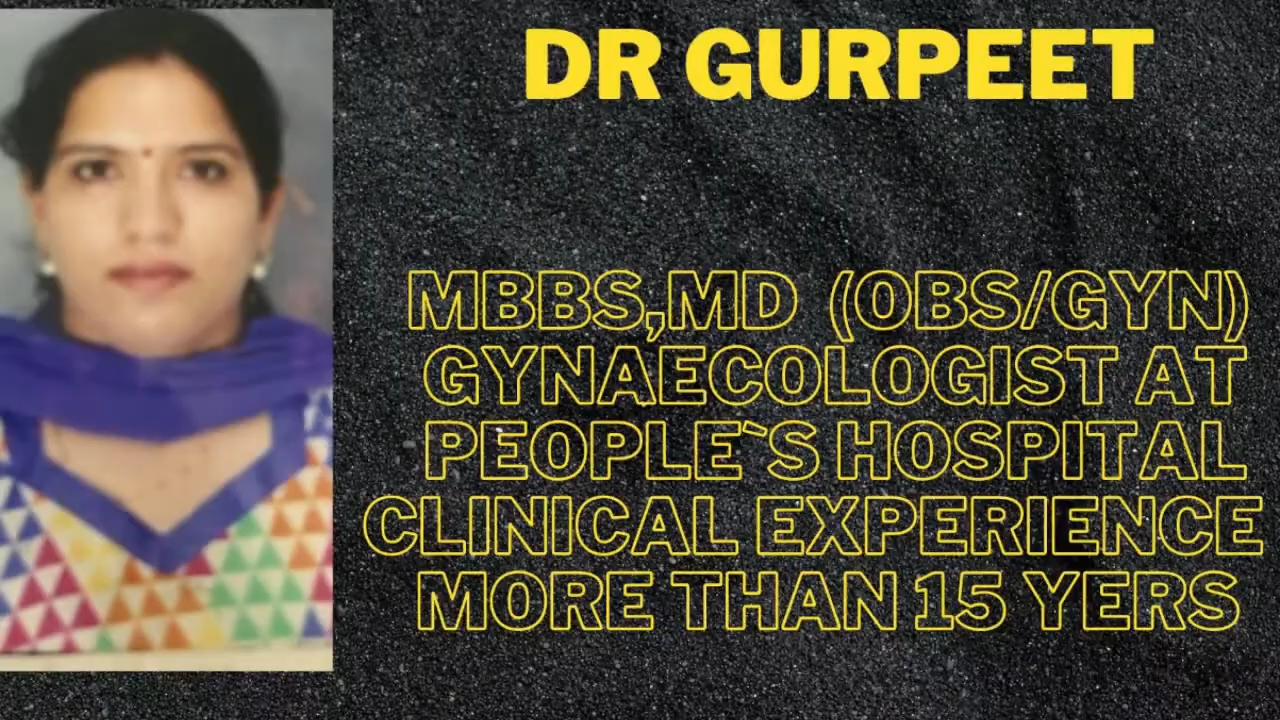 DR GURPEET
MBBS,MD (OBS/GYN)
GYNAECOLOGIST AT
PEOPLE`S HOSPITAL
CLINICAL EXPERIENCE
MORE THAN 15 YERS